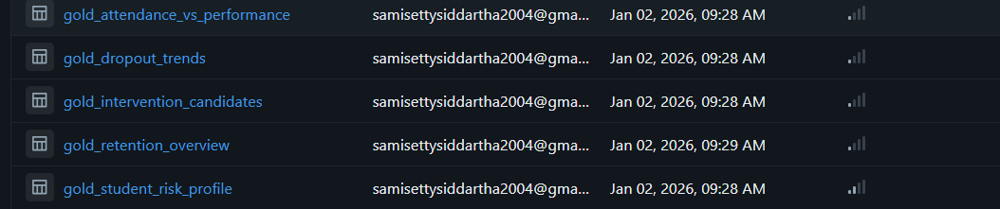 gold_attendance_vs_performance samisettysiddartha2004@gma... Jan 02, 2026, 09:28 AM
gold_dropout_trends samisettysiddartha2004@gma... Jan 02, 2026, 09:28 AM
gold_intervention_candidates samisettysiddartha2004@gma... Jan 02, 2026, 09:28 AM
gold_retention_overview samisettysiddartha2004@gma... Jan 02, 2026, 09:29 AM
gold_student_risk_profile samisettysiddartha2004@gma... Jan 02, 2026, 09:28 AM